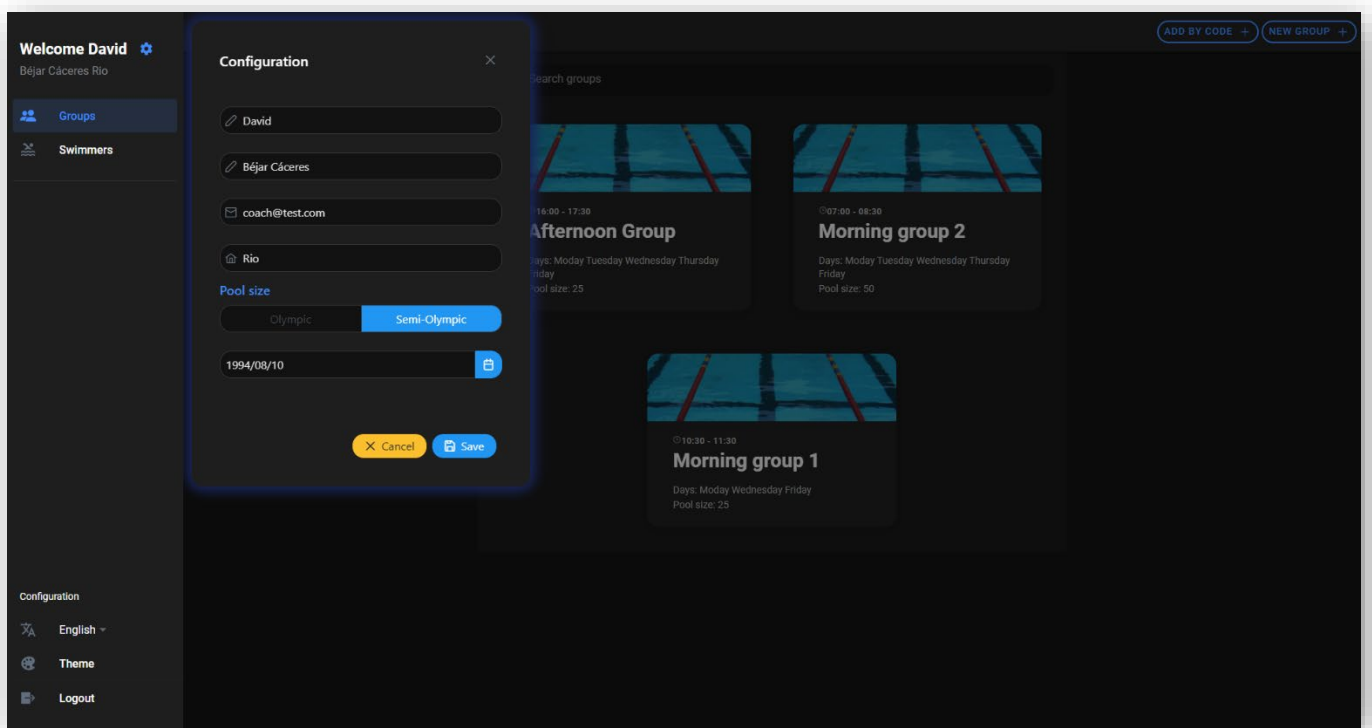 Welcome David
Béjar Cáceres Rio
Groups
Swimmers
Configuration
English
Theme
Logout
Configuration
David
Béjar Cáceres
coach@test.com
Rio
Pool size
Olympic
Semi-Olympic
1994/08/10
Cancel
Save
ADD BY CODE +
NEW GROUP +
Search groups
16:00 - 17:30
Afternoon Group
Days: Moday Tuesday Wednesday Thursday
Friday
Pool size: 25
07:00 - 08:30
Morning group 2
Days: Moday Tuesday Wednesday Thursday
Friday
Pool size: 50
10:30 - 11:30
Morning group 1
Days: Moday Wednesday Friday
Pool size: 25